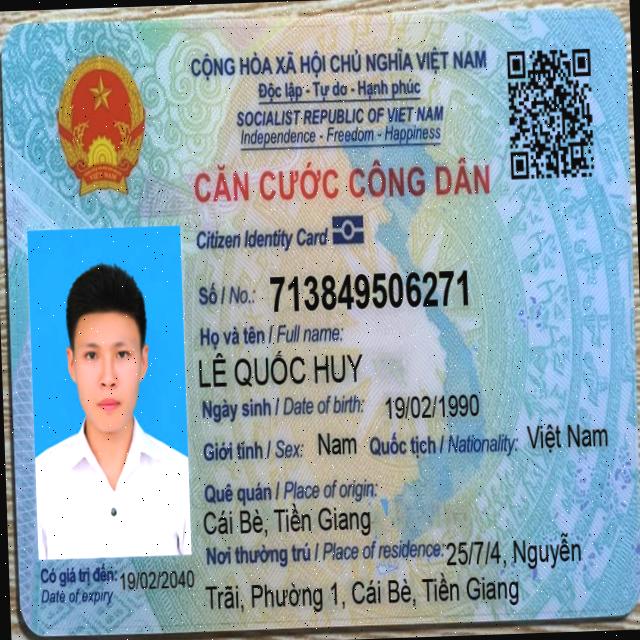 CỘNG HÒA XÃ HỘI CHỦ NGHĨA VIỆT NAM
Độc lập - Tự do - Hạnh phúc
SOCIALIST REPUBLIC OF VIET NAM
Independence - Freedom - Happiness
CĂN CƯỚC CÔNG DÂN
Citizen Identity Card
Số / No.: 713849506271
Họ và tên / Full name:
LÊ QUỐC HUY
Ngày sinh / Date of birth: 19/02/1990
Giới tính / Sex: Nam Quốc tịch / Nationality: Việt Nam
Quê quán / Place of origin:
Cái Bè, Tiền Giang
Nơi thường trú / Place of residence: 25/7/4, Nguyễn
Trãi, Phường 1, Cái Bè, Tiền Giang
Có giá trị đến: 19/02/2040
Date of expiry